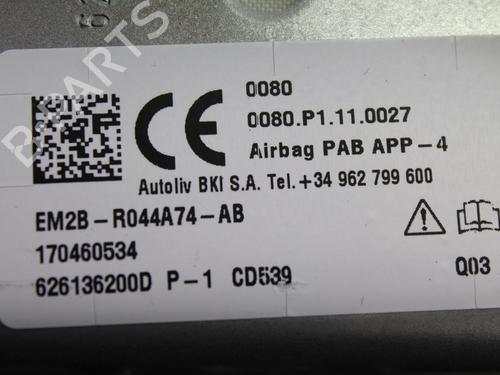 CE
0080
0080.P1.11.0027
Airbag PAB APP-4
Autoliv BKI S.A. Tel.+34 962 799 600
EM2B-R044A74-AB
170460534
626136200D P-1 CD539
Q03